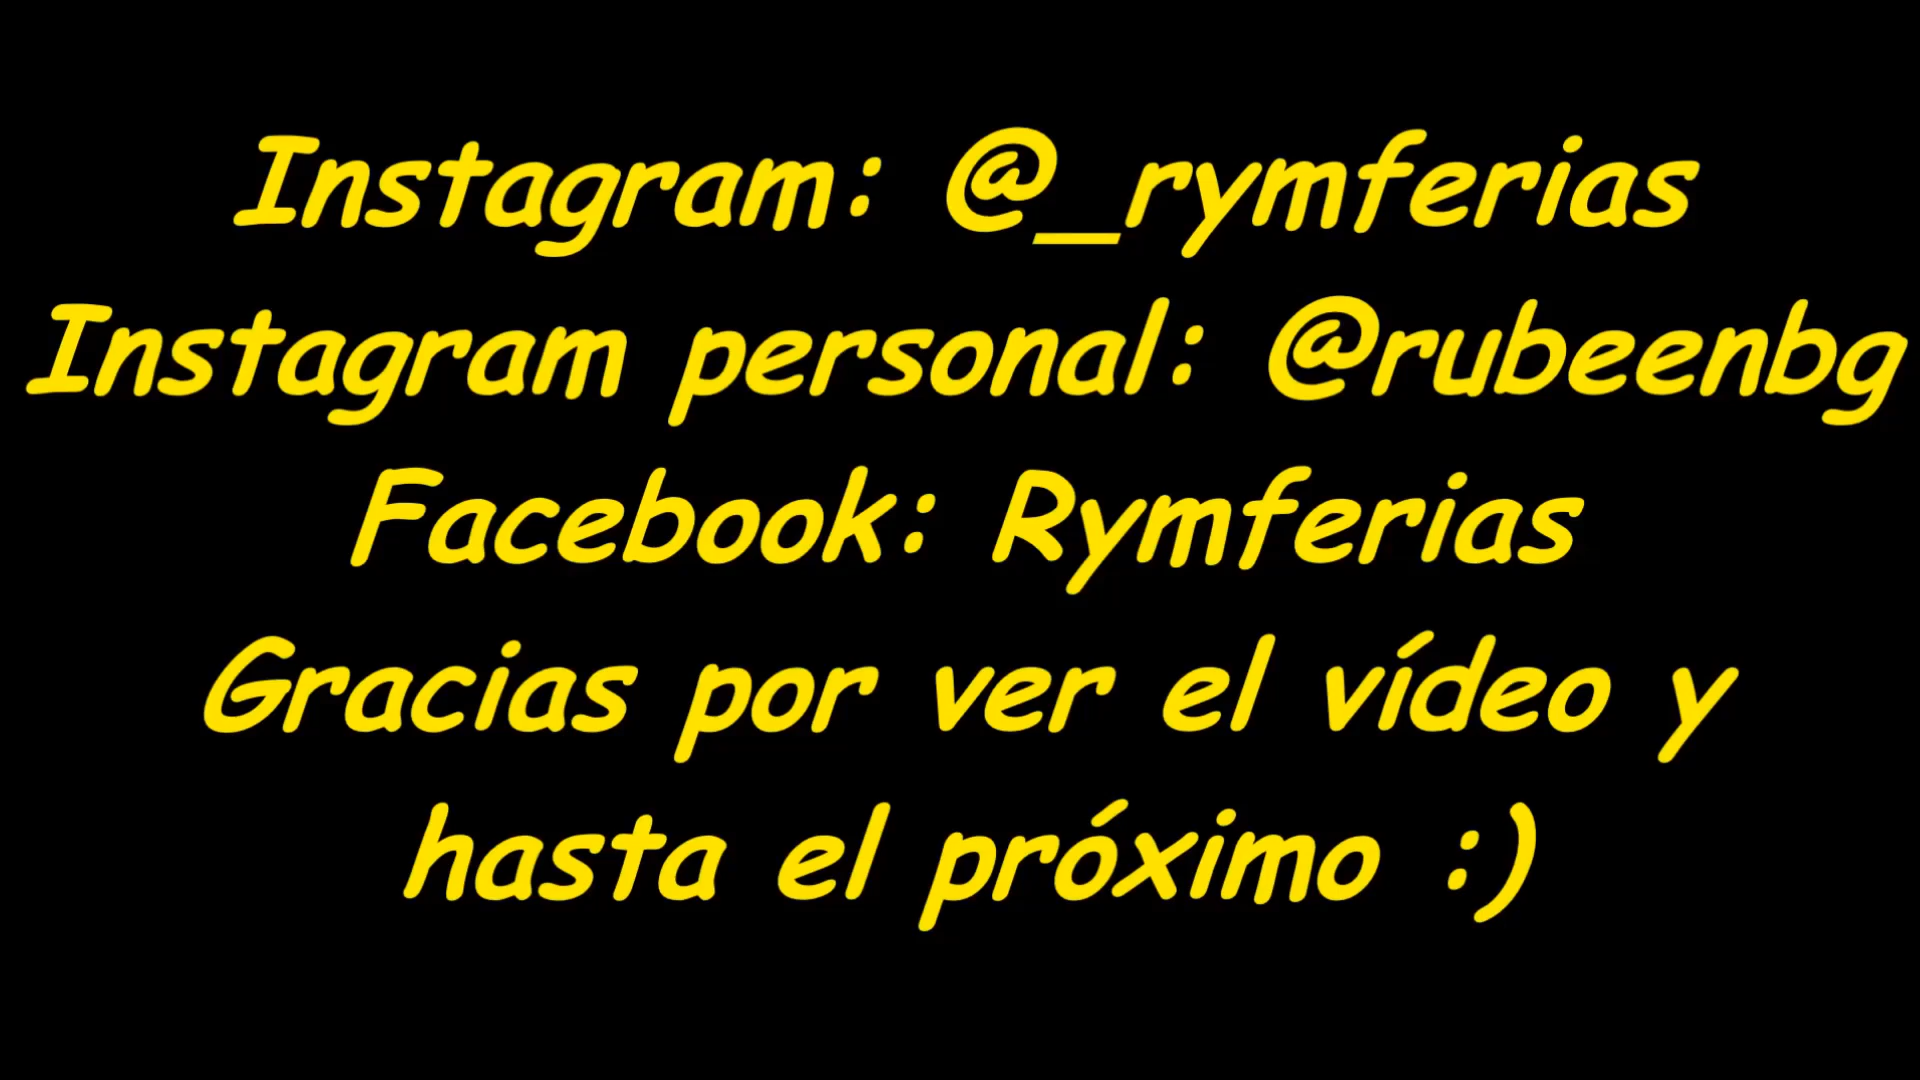 Instagram: @_rymferias
Instagram personal: @rubeenbg
Facebook: Rymferias
Gracias por ver el vídeo y
hasta el próximo :)